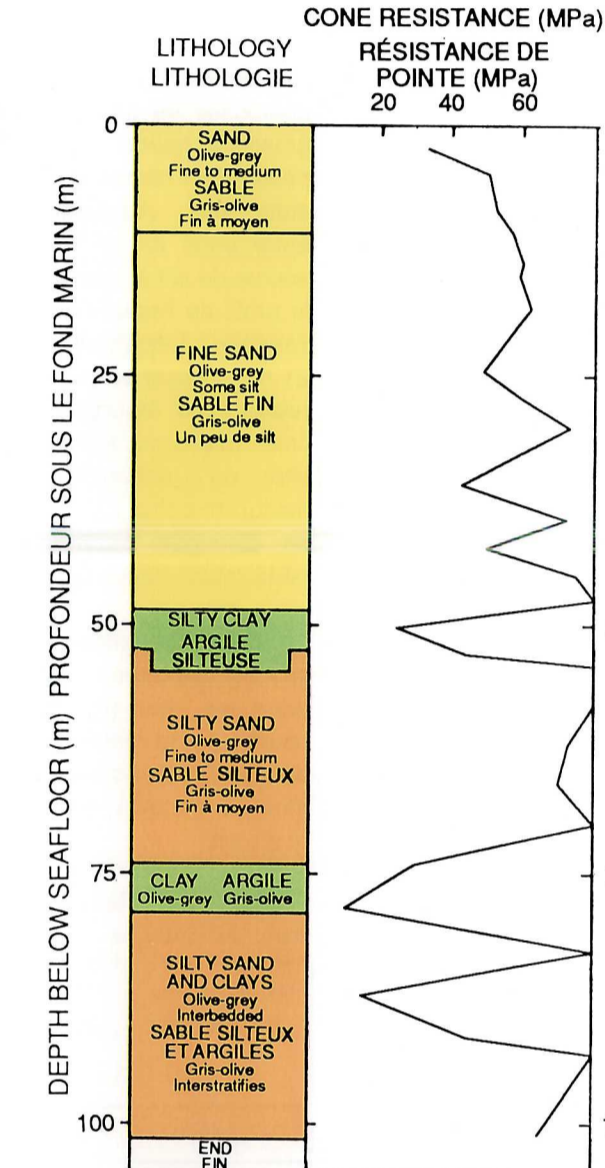 CONE RESISTANCE (MPa)
LITHOLOGY
LITHOLOGIE
RÉSISTANCE DE
POINTE (MPa)
20 40 60
DEPTH BELOW SEAFLOOR (m) PROFONDEUR SOUS LE FOND MARIN (m)
0
SAND
Olive-grey
Fine to medium
SABLE
Gris-olive
Fin à moyen
FINE SAND
25
Olive-grey
Some silt
SABLE FIN
Gris-olive
Un peu de silt
50
SILTY CLAY
ARGILE
SILTEUSE
SILTY SAND
Olive-grey
Fine to medium
SABLE SILTEUX
Gris-olive
Fin à moyen
75
CLAY ARGILE
Olive-grey Gris-olive
SILTY SAND
AND CLAYS
Olive-grey
Interbedded
SABLE SILTEUX
ET ARGILES
Gris-olive
Interstratifies
100
END
FIN